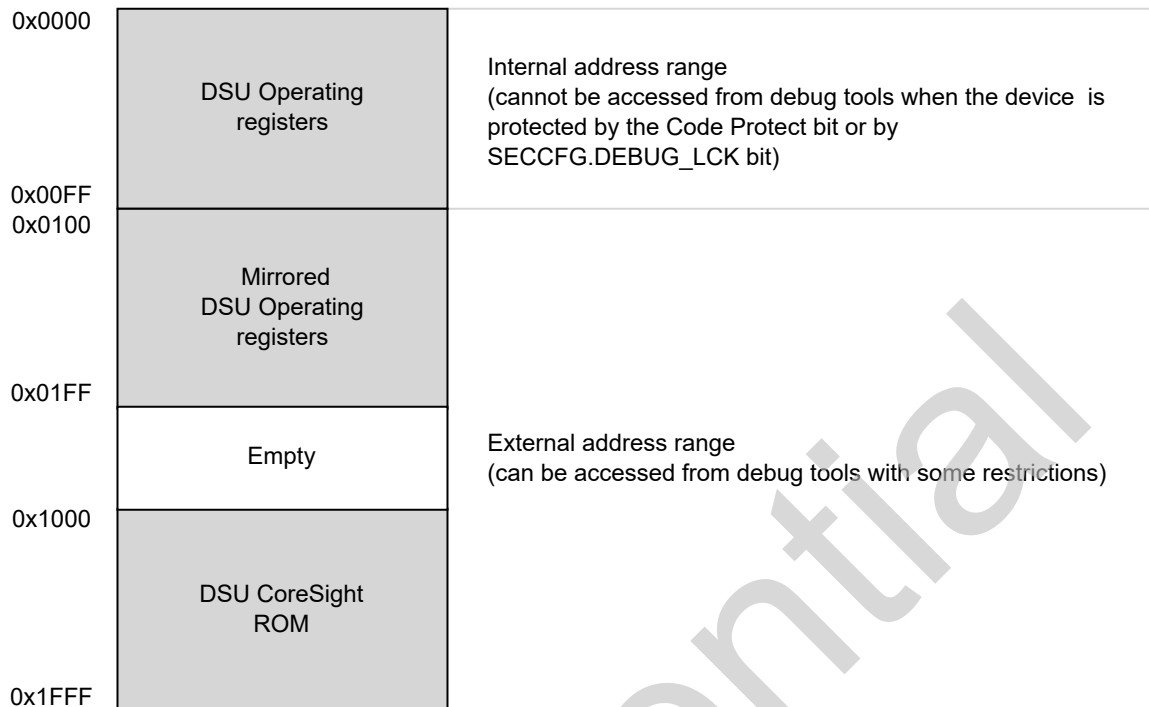 0x0000
DSU Operating
registers
Internal address range
(cannot be accessed from debug tools when the device is
protected by the Code Protect bit or by
SECCFG.DEBUG_LCK bit)
0x00FF
0x0100
Mirrored
DSU Operating
registers
0x01FF
Empty
External address range
(can be accessed from debug tools with some restrictions)
0x1000
DSU CoreSight
ROM
0x1FFF
ential